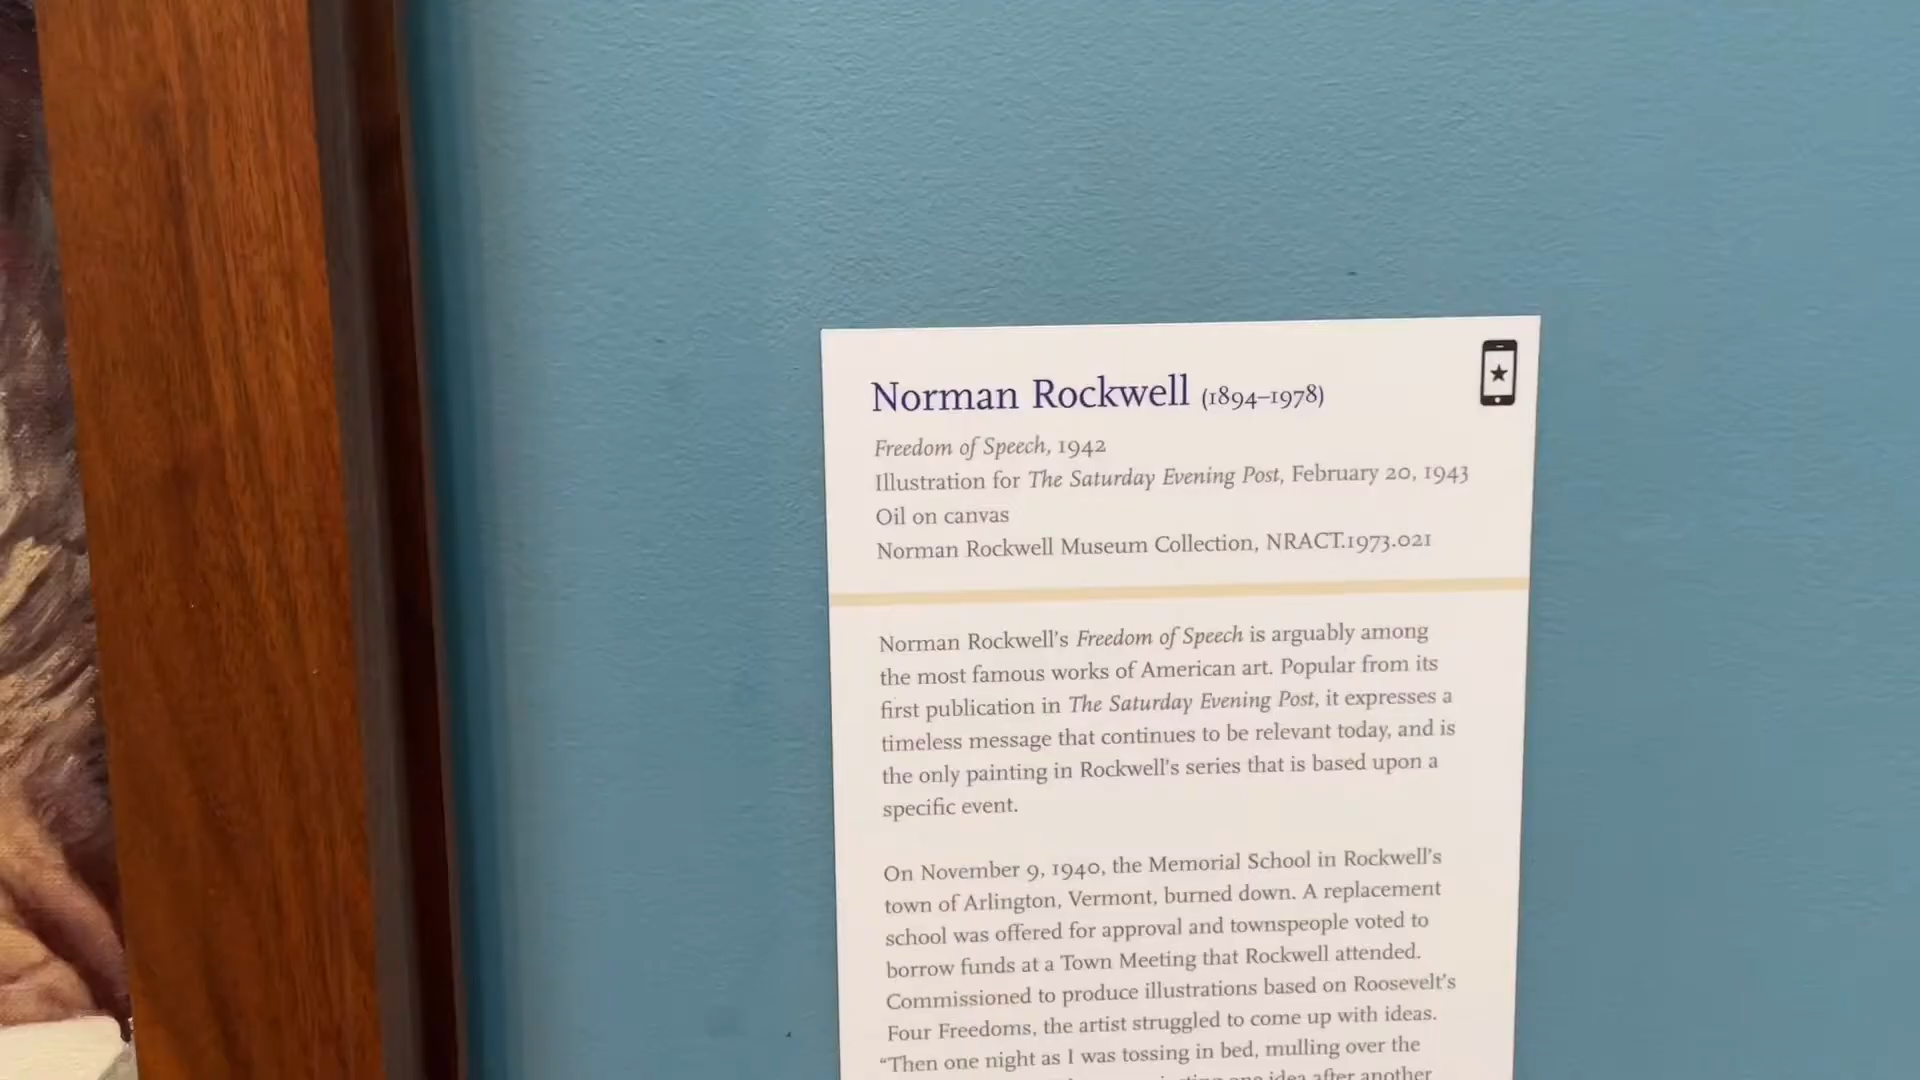 Norman Rockwell (1894–1978)
Freedom of Speech, 1942
Illustration for The Saturday Evening Post, February 20, 1943
Oil on canvas
Norman Rockwell Museum Collection, NRACT.1973.021
Norman Rockwell's Freedom of Speech is arguably among
the most famous works of American art. Popular from its
first publication in The Saturday Evening Post, it expresses a
timeless message that continues to be relevant today, and is
the only painting in Rockwell's series that is based upon a
specific event.
On November 9, 1940, the Memorial School in Rockwell's
town of Arlington, Vermont, burned down. A replacement
school was offered for approval and townspeople voted to
borrow funds at a Town Meeting that Rockwell attended.
Commissioned to produce illustrations based on Roosevelt's
Four Freedoms, the artist struggled to come up with ideas.
“Then one night as I was tossing in bed, mulling over the
one idea after another